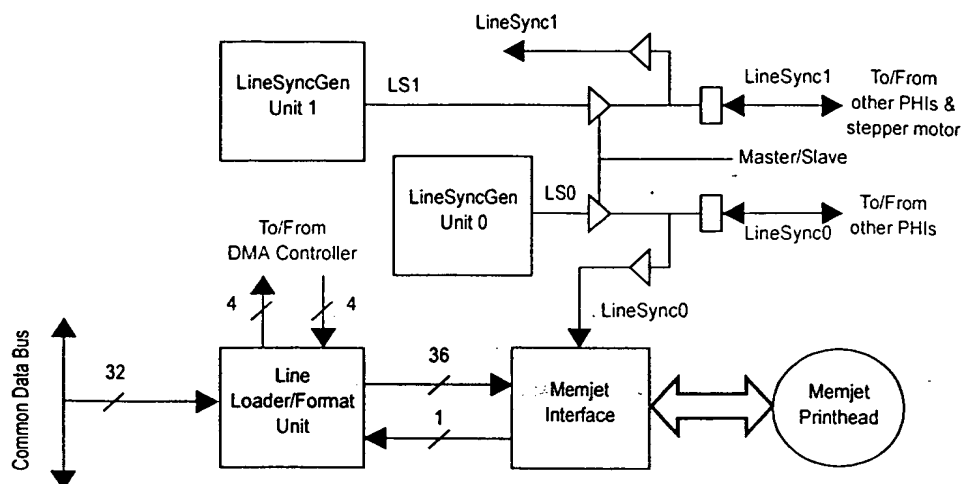 LineSync1
LineSyncGen
Unit 1
LS1
LineSync1
To/From
other PHIs &
stepper motor
Master/Slave
LineSyncGen
Unit 0
LS0
LineSync0
To/From
other PHIs
To/From
DMA Controller
4
4
LineSync0
Common Data Bus
32
Line
Loader/Format
Unit
36
1
Memjet
Interface
Memjet
Printhead